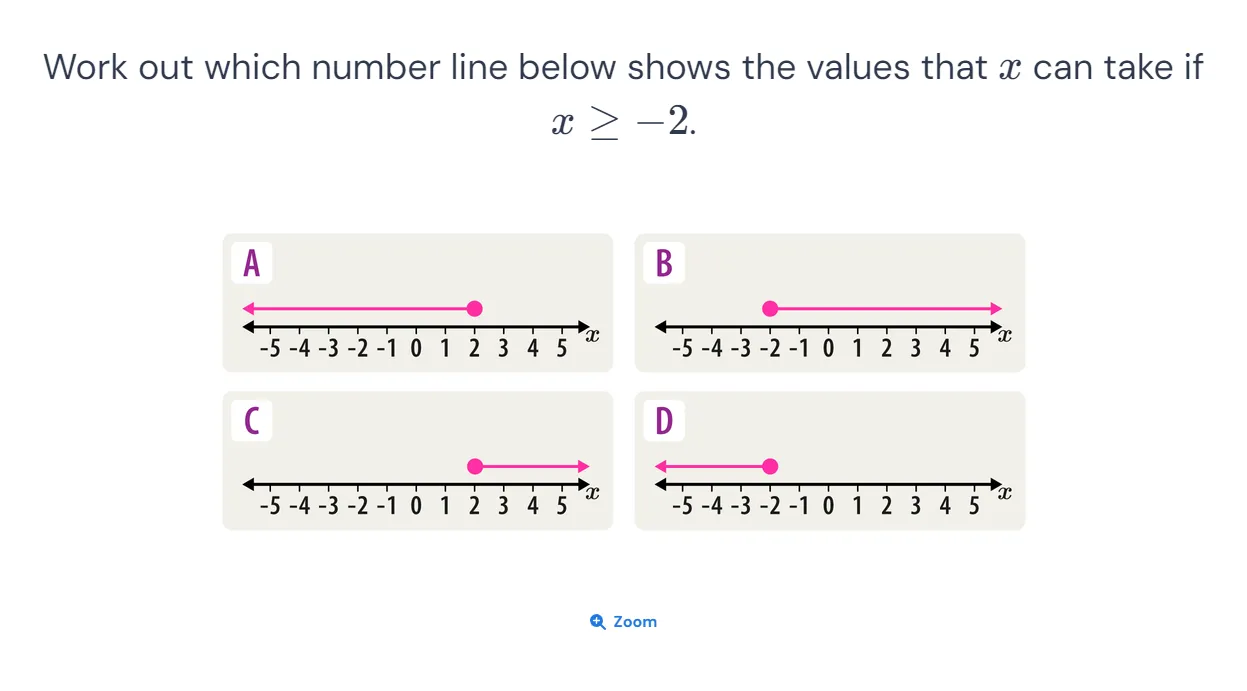 Work out which number line below shows the values that x can take if
x ≥ −2.
A
B
-5 -4 -3 -2 -1 0 1 2 3 4 5 x
-5 -4 -3 -2 -1 0 1 2 3 4 5 x
C
D
-5 -4 -3 -2 -1 0 1 2 3 4 5 x
-5 -4 -3 -2 -1 0 1 2 3 4 5 x
Zoom